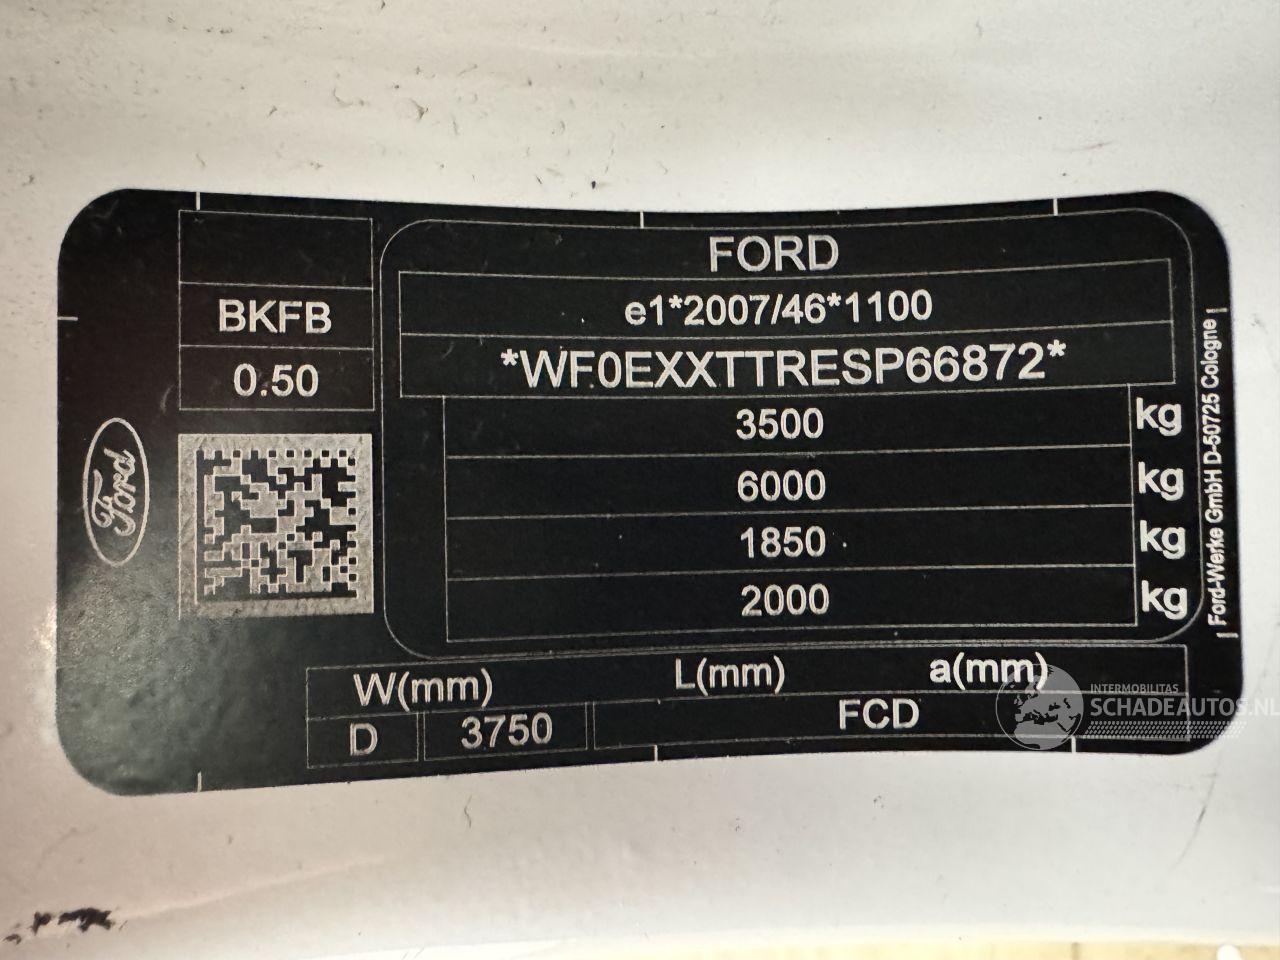 FORD
BKFB
e1*2007/46*1100
0.50
*WF0EXXTTRESP66872*
3500 kg
6000 kg
1850 kg
2000 kg
Ford
Ford-Werke GmbH D-50725 Cologne
W(mm) L(mm) a(mm)
D 3750 FCD
INTERMOBILITAS
SCHADEAUTOS.NL